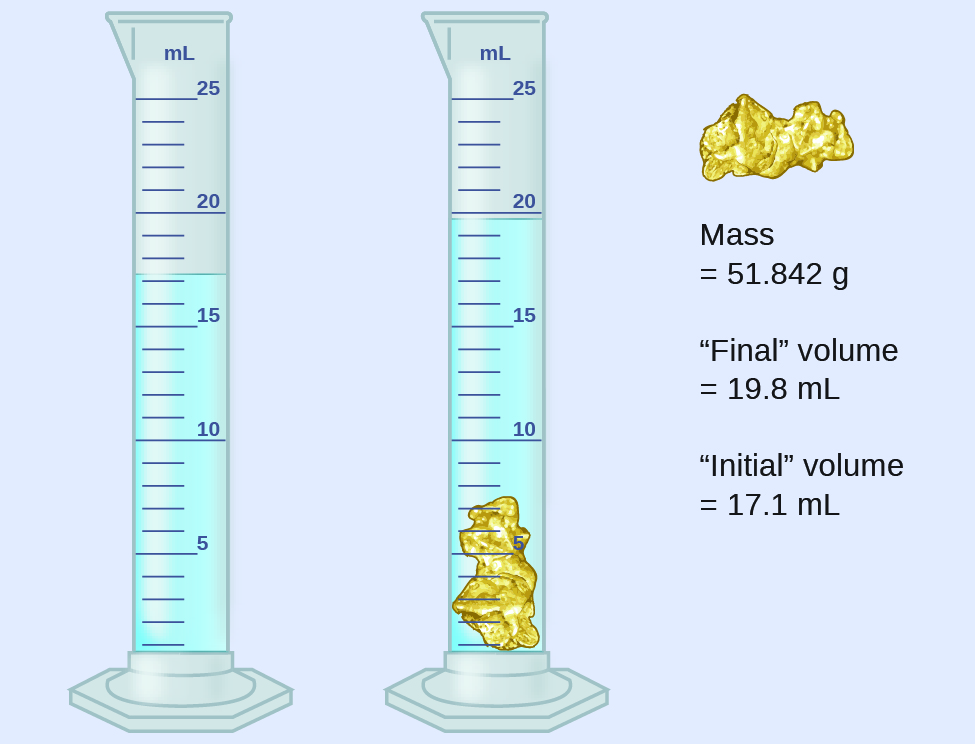 mL
25
20
15
10
5
mL
25
20
15
10
5
Mass
= 51.842 g
“Final” volume
= 19.8 mL
“Initial” volume
= 17.1 mL